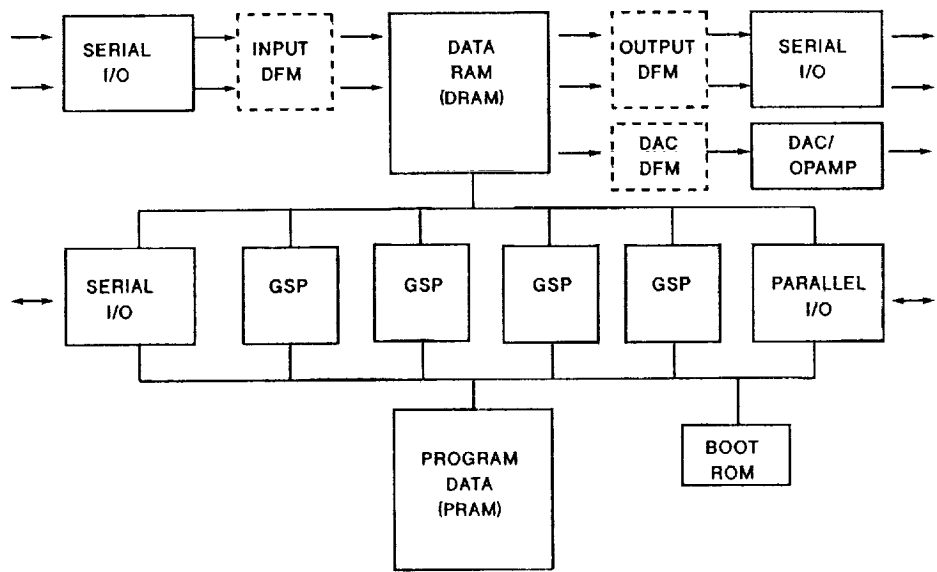 SERIAL
I/O
INPUT
DFM
DATA
RAM
(DRAM)
OUTPUT
DFM
SERIAL
I/O
DAC
DFM
DAC/
OPAMP
SERIAL
I/O
GSP
GSP
GSP
GSP
PARALLEL
I/O
PROGRAM
DATA
(PRAM)
BOOT
ROM